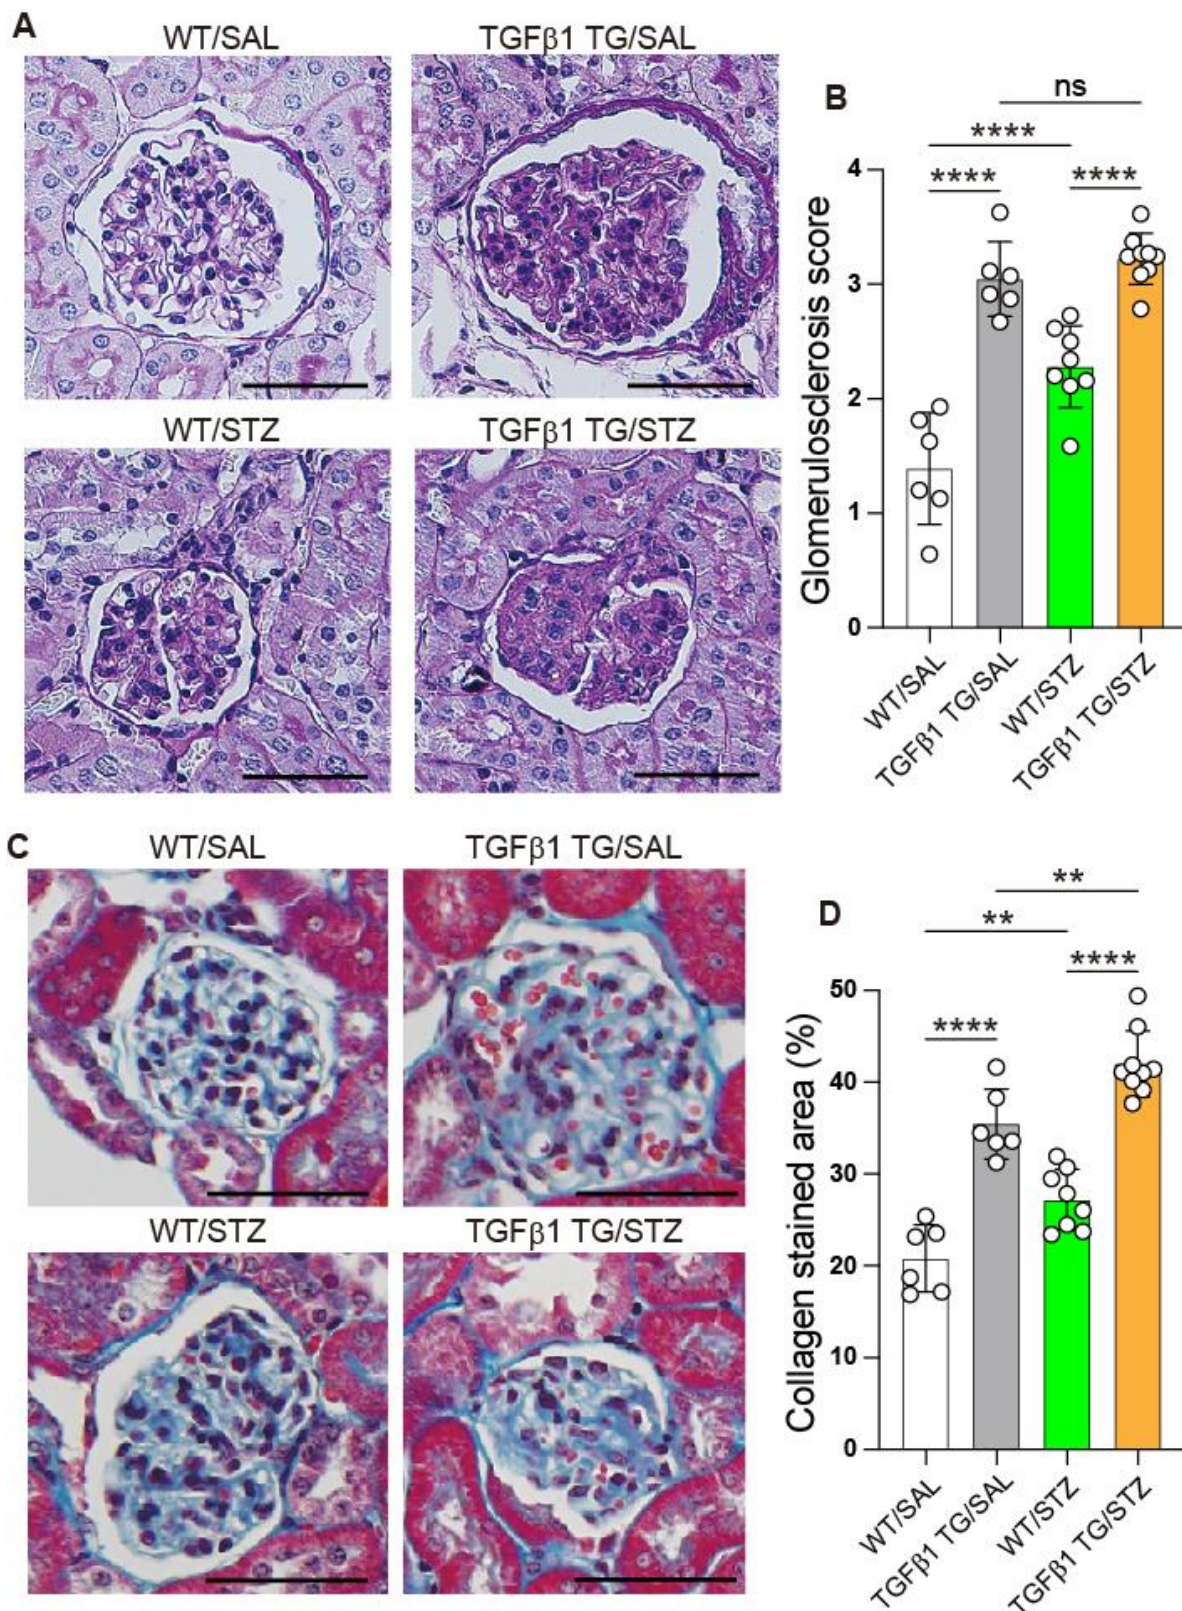 A
WT/SAL
TGFβ1 TG/SAL
WT/STZ
TGFβ1 TG/STZ
B
ns
****
**** ****
Glomerulosclerosis score
4
3
2
1
0
WT/SAL
TGFβ1 TG/SAL
WT/STZ
TGFβ1 TG/STZ
C
WT/SAL
TGFβ1 TG/SAL
WT/STZ
TGFβ1 TG/STZ
D
**
**
****
****
Collagen stained area (%)
50
40
30
20
10
0
WT/SAL
TGFβ1 TG/SAL
WT/STZ
TGFβ1 TG/STZ